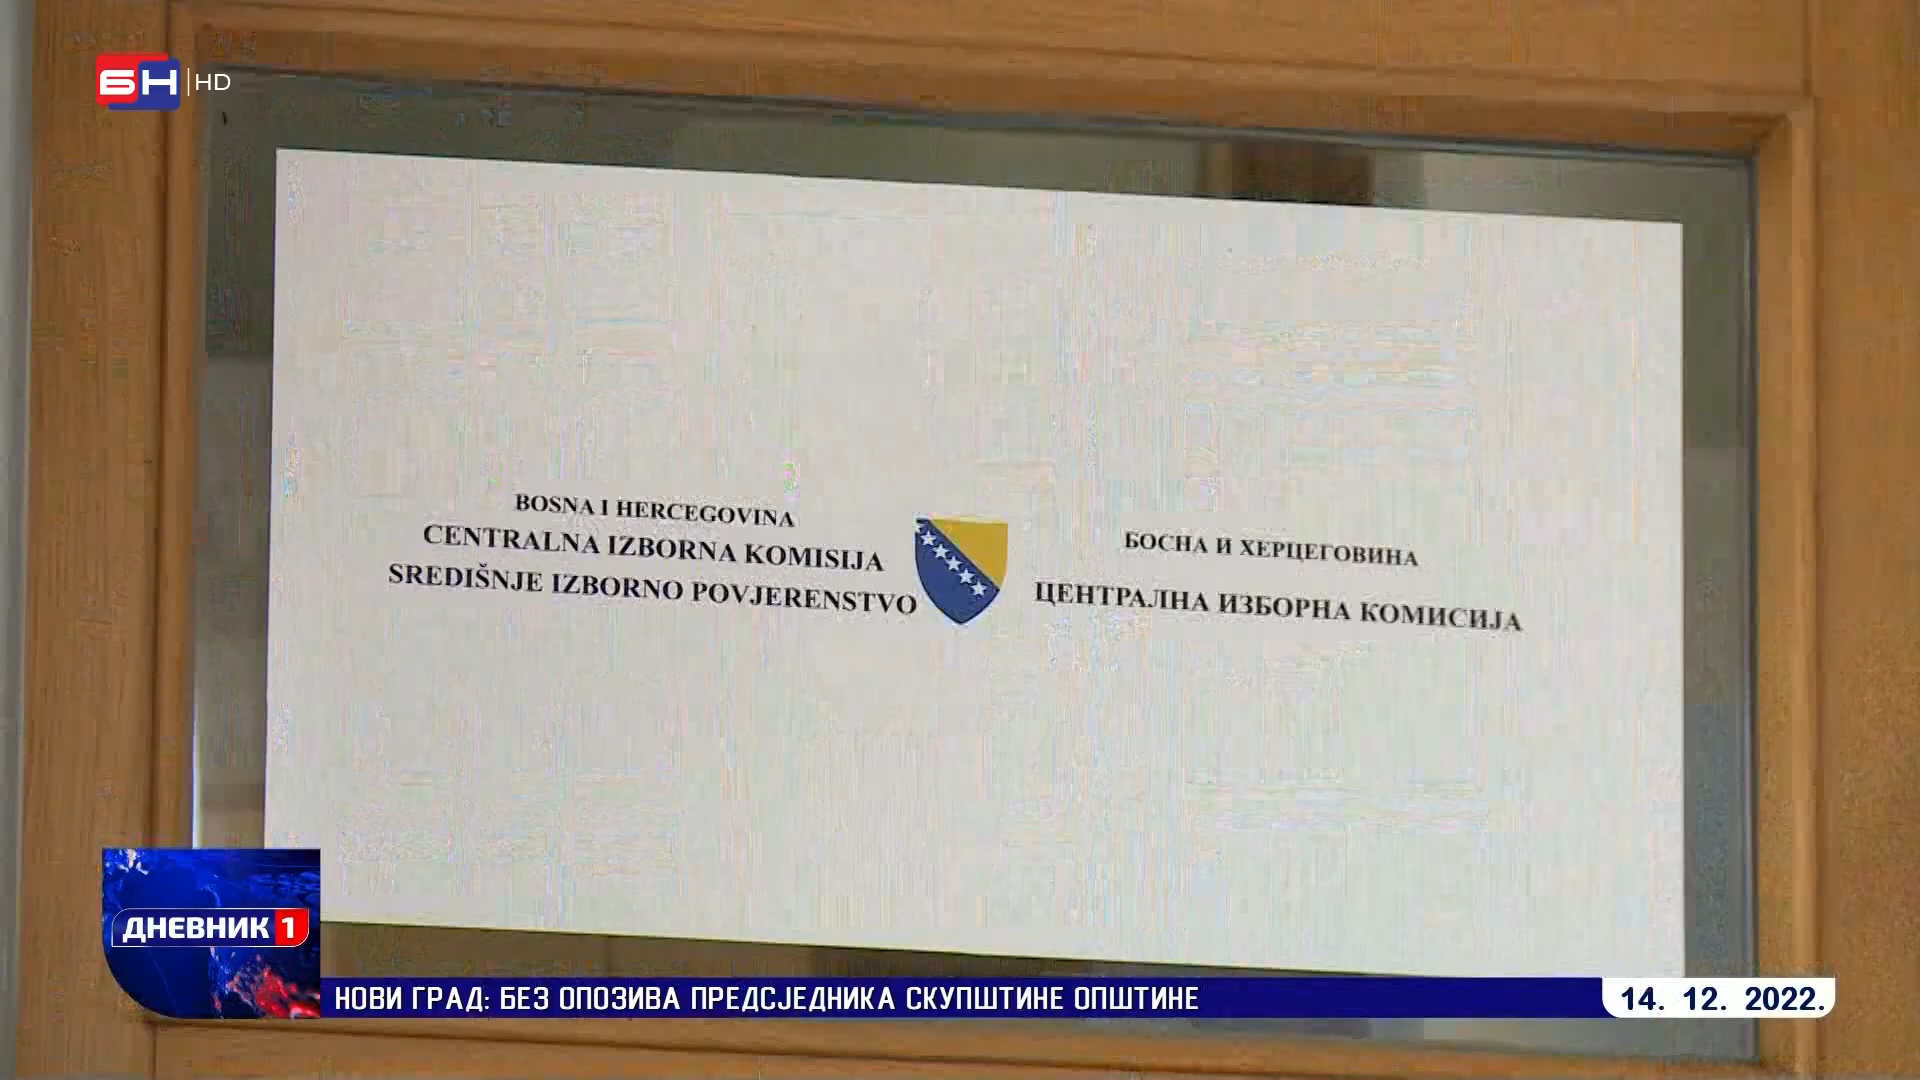 БН HD
BOSNA I HERCEGOVINA
CENTRALNA IZBORNA KOMISIJA
SREDIŠNJE IZBORNO POVJERENSTVO
БОСНА И ХЕРЦЕГОВИНА
ЦЕНТРАЛНА ИЗБОРНА КОМИСИЈА
ДНЕВНИК 1
НОВИ ГРАД: БЕЗ ОПОЗИВА ПРЕДСЈЕДНИКА СКУПШТИНЕ ОПШТИНЕ
14. 12. 2022.